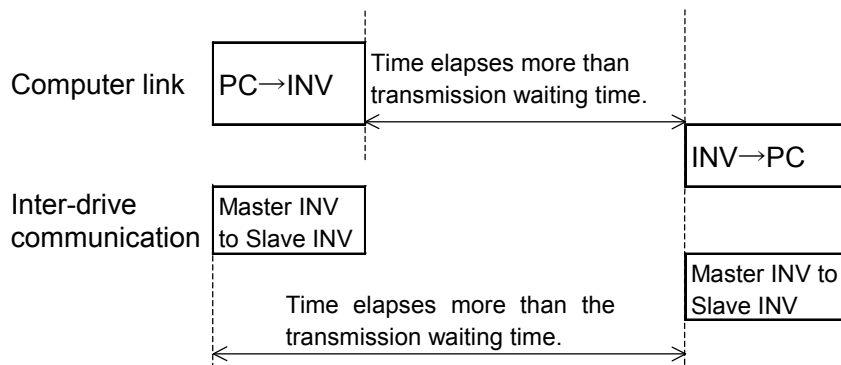 Computer link
PC→INV
Time elapses more than
transmission waiting time.
INV→PC
Inter-drive
communication
Master INV
to Slave INV
Master INV to
Slave INV
Time elapses more than the
transmission waiting time.